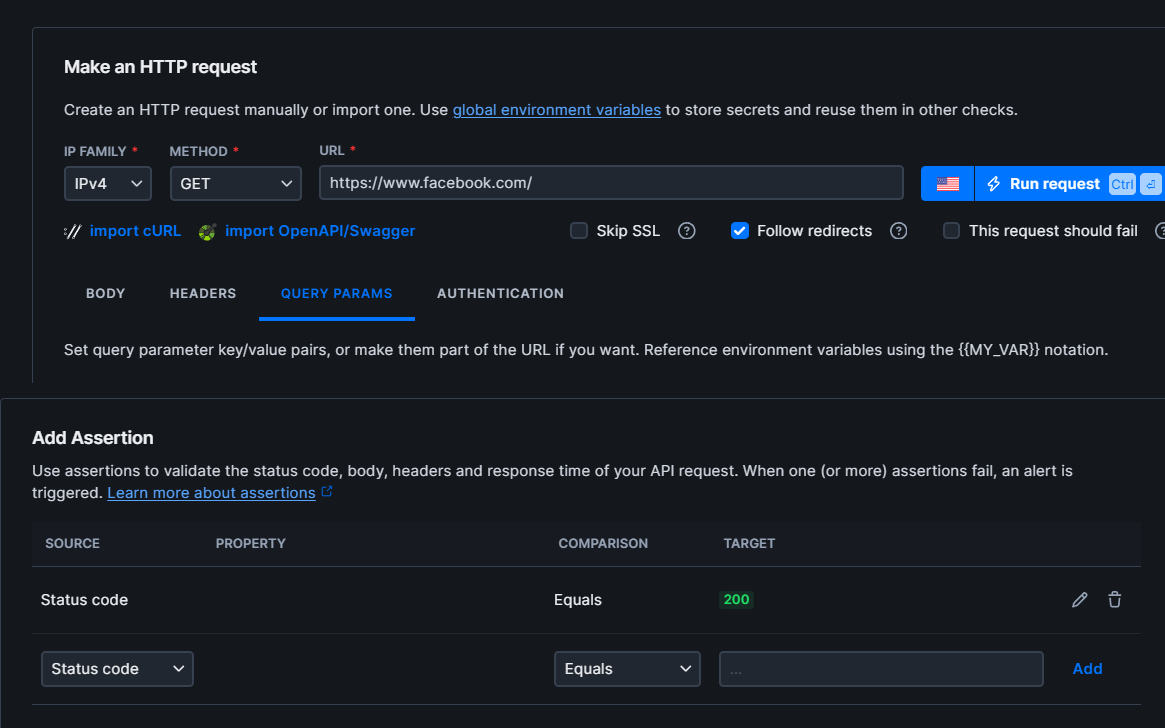 Make an HTTP request
Create an HTTP request manually or import one. Use global environment variables to store secrets and reuse them in other checks.
IP FAMILY * METHOD * URL *
IPv4 GET https://www.facebook.com/ Run request Ctrl
import cURL import OpenAPI/Swagger Skip SSL ? Follow redirects ? This request should fail ?
BODY HEADERS QUERY PARAMS AUTHENTICATION
Set query parameter key/value pairs, or make them part of the URL if you want. Reference environment variables using the {{MY_VAR}} notation.
Add Assertion
Use assertions to validate the status code, body, headers and response time of your API request. When one (or more) assertions fail, an alert is
triggered. Learn more about assertions
SOURCE PROPERTY COMPARISON TARGET
Status code Equals 200
Status code Equals ... Add